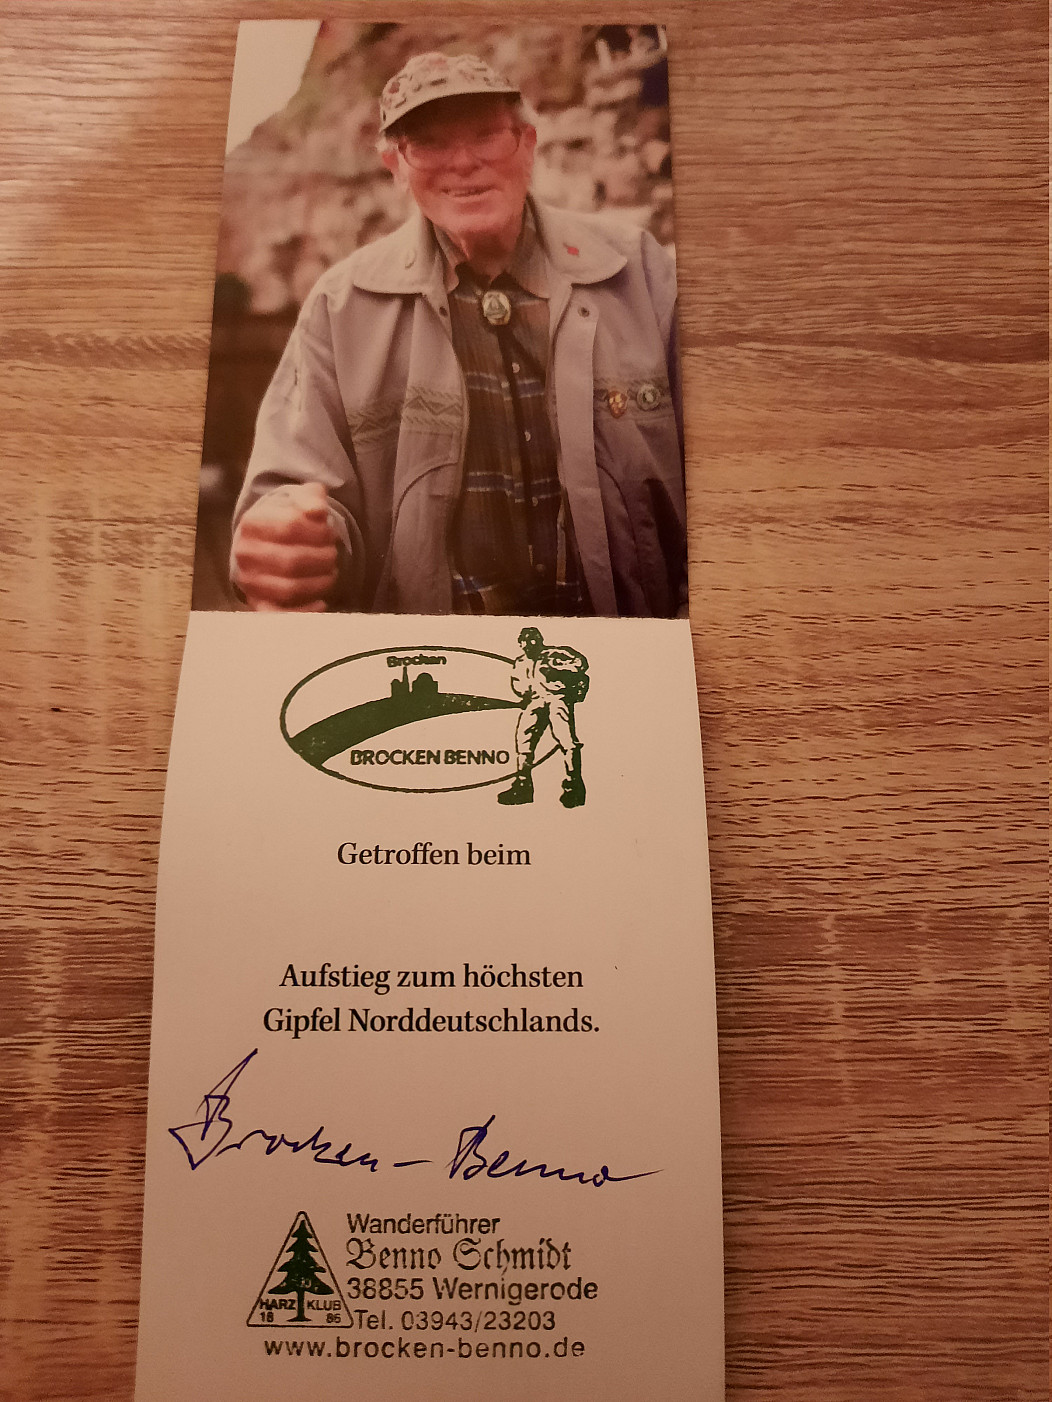 Brocken
BROCKEN BENNO
Getroffen beim
Aufstieg zum höchsten
Gipfel Norddeutschlands.
Brocken-Benno
Wanderführer
Benno Schmidt
38855 Wernigerode
HARZ KLUB
18 86
Tel. 03943/23203
www.brocken-benno.de